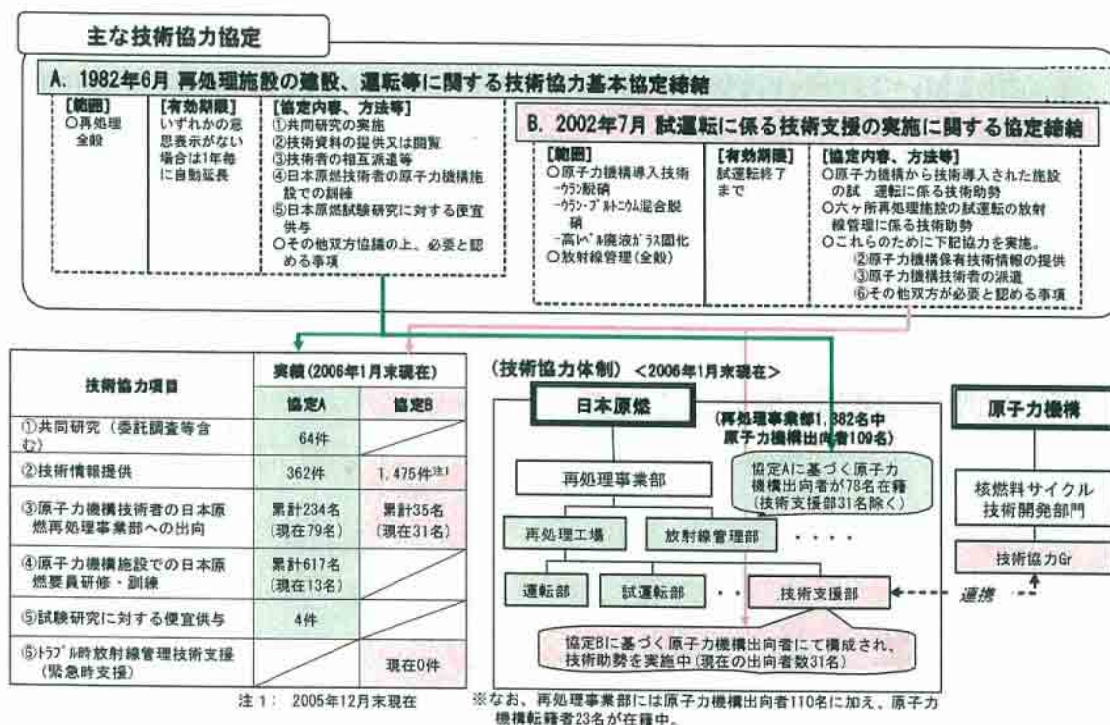 主な技術協力協定
A. 1982年6月 再処理施設の建設、運転等に関する技術協力基本協定締結
[範囲]
○再処理
全般
[有効期限]
いずれかの意
思表示がない
場合は1年毎
に自動延長
[協定内容、方法等]
①共同研究の実施
②技術資料の提供又は閲覧
③技術者の相互派遣等
④日本原燃技術者の原子力機構施
設での訓練
⑤日本原燃試験研究に対する便宜
供与
○その他双方協議の上、必要と認
める事項
B. 2002年7月 試運転に係る技術支援の実施に関する協定締結
[範囲]
○原子力機構導入技術
-ウラン脱硝
-ウラン・プルトニウム混合脱
硝
-高レベル廃液ガラス固化
○放射線管理(全般)
[有効期限]
試運転終了
まで
[協定内容、方法等]
○原子力機構から技術導入された施設
の試 運転に係る技術助勢
○六ヶ所再処理施設の試運転の放射
線管理に係る技術助勢
○これらのために下記協力を実施。
②原子力機構保有技術情報の提供
③原子力機構技術者の派遣
⑥その他双方が必要と認める事項
技術協力項目
実績(2006年1月末現在)
協定A
協定B
①共同研究(委託調査等含
む)
64件
②技術情報提供
362件
1,475件注1
③原子力機構技術者の日本原
燃再処理事業部への出向
累計234名
(現在79名)
累計35名
(現在31名)
④原子力機構施設での日本原
燃要員研修・訓練
累計617名
(現在13名)
⑤試験研究に対する便宜供与
4件
⑥トラブル時放射線管理技術支援
(緊急時支援)
現在0件
注1: 2005年12月末現在
(技術協力体制) <2006年1月末現在>
日本原燃
(再処理事業部1,382名中
原子力機構出向者109名)
再処理事業部
協定Aに基づく原子力
機構出向者が78名在籍
(技術支援部31名除く)
再処理工場
放射線管理部
・・・・
運転部
試運転部
・・
技術支援部
協定Bに基づく原子力機構出向者にて構成され、
技術助勢を実施中(現在の出向者数31名)
原子力機構
核燃料サイクル
技術開発部門
技術協力Gr
連携
※なお、再処理事業部には原子力機構出向者110名に加え、原子力
機構転籍者23名が在籍中。